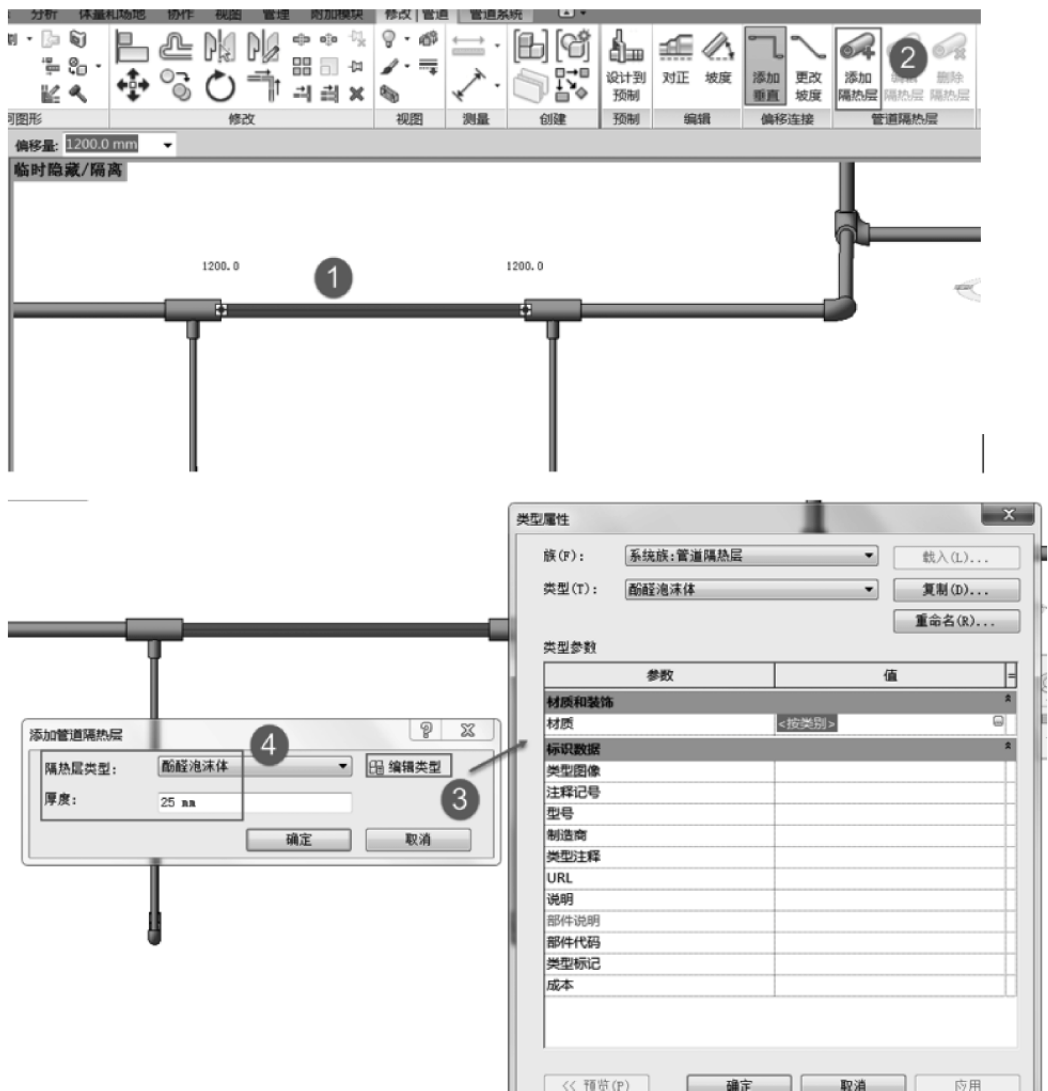 分析 体量和场地 协作 视图 管理 附加模块 修改 | 管道 管道系统
设计到 预制
对正
坡度
添加 垂直
更改 坡度
添加 隔热层
2
隔热层
删除 隔热层
修改 视图 测量 创建 预制 编辑 偏移连接 管道隔热层
偏移量: 1200.0 mm
临时隐藏/隔离
1200.0 1 1200.0
类型属性
族(F): 系统族:管道隔热层 载入(L)...
类型(T): 酚醛泡沫体 复制(D)...
重命名(R)...
类型参数
参数 值 =
材质和装饰
材质 <按类别>
标识数据
类型图像
注释记号
型号
制造商
类型注释
URL
说明
部件说明
部件代码
类型标记
成本
<< 预览(P) 确定 取消 应用
添加管道隔热层
4
隔热层类型: 酚醛泡沫体 编辑类型
3
厚度: 25 mm
确定 取消